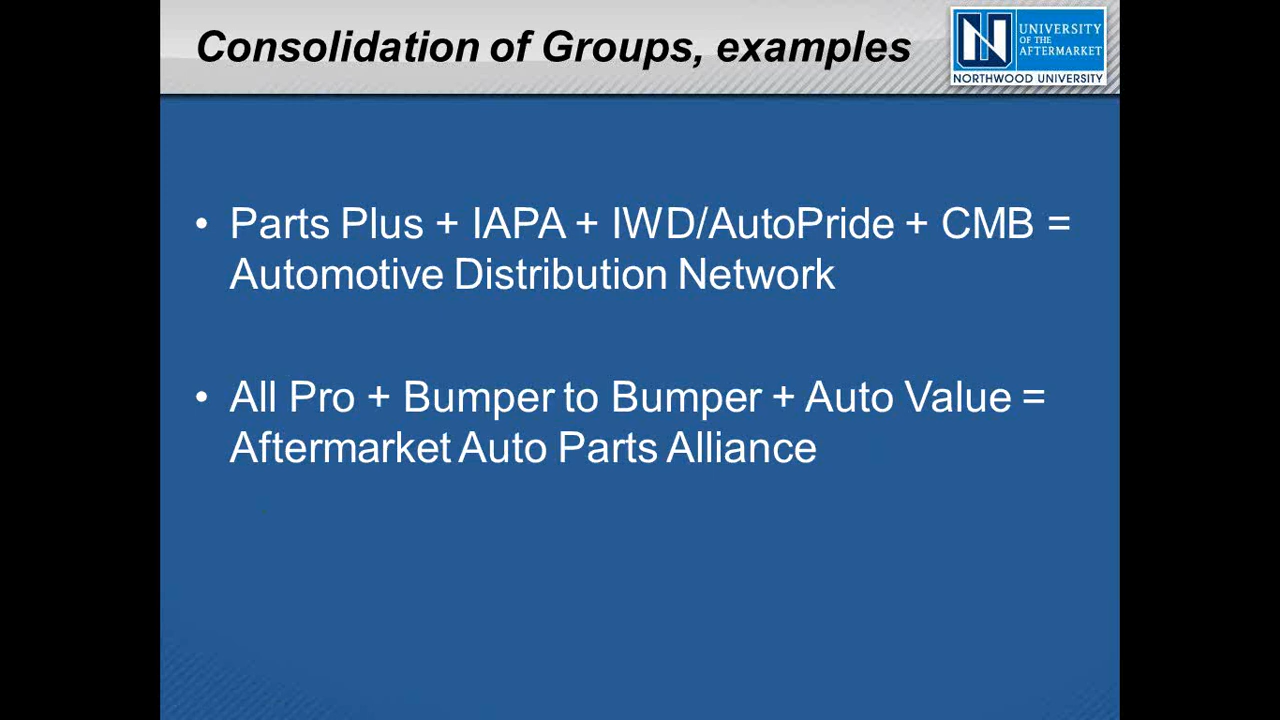 Consolidation of Groups, examples
N
UNIVERSITY
OF THE
AFTERMARKET
NORTHWOOD UNIVERSITY
• Parts Plus + IAPA + IWD/AutoPride + CMB =
Automotive Distribution Network
• All Pro + Bumper to Bumper + Auto Value =
Aftermarket Auto Parts Alliance